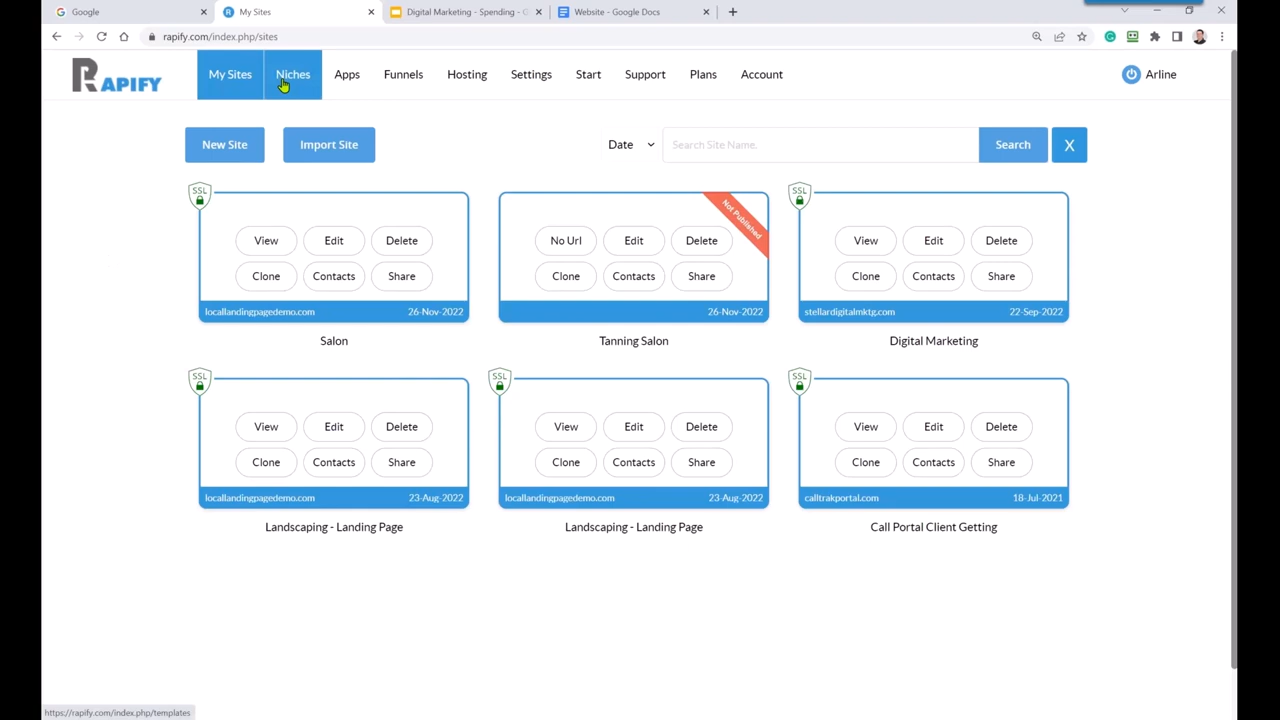 Google
My Sites
Digital Marketing - Spending - G
Website - Google Docs
rapify.com/index.php/sites
RAPIFY
My Sites
Niches
Apps
Funnels
Hosting
Settings
Start
Support
Plans
Account
Arline
New Site
Import Site
Date
Search Site Name.
Search
X
SSL
View
Edit
Delete
Clone
Contacts
Share
locallandingpagedemo.com
26-Nov-2022
Salon
Not Published
No Url
Edit
Delete
Clone
Contacts
Share
26-Nov-2022
Tanning Salon
SSL
View
Edit
Delete
Clone
Contacts
Share
stellardigitalmktg.com
22-Sep-2022
Digital Marketing
SSL
View
Edit
Delete
Clone
Contacts
Share
locallandingpagedemo.com
23-Aug-2022
Landscaping - Landing Page
SSL
View
Edit
Delete
Clone
Contacts
Share
locallandingpagedemo.com
23-Aug-2022
Landscaping - Landing Page
SSL
View
Edit
Delete
Clone
Contacts
Share
calltrakportal.com
18-Jul-2021
Call Portal Client Getting
https://rapify.com/index.php/templates